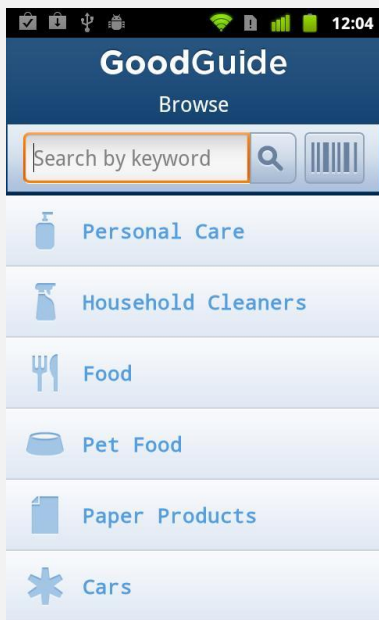 12:04
GoodGuide
Browse
Search by keyword
Personal Care
Household Cleaners
Food
Pet Food
Paper Products
Cars